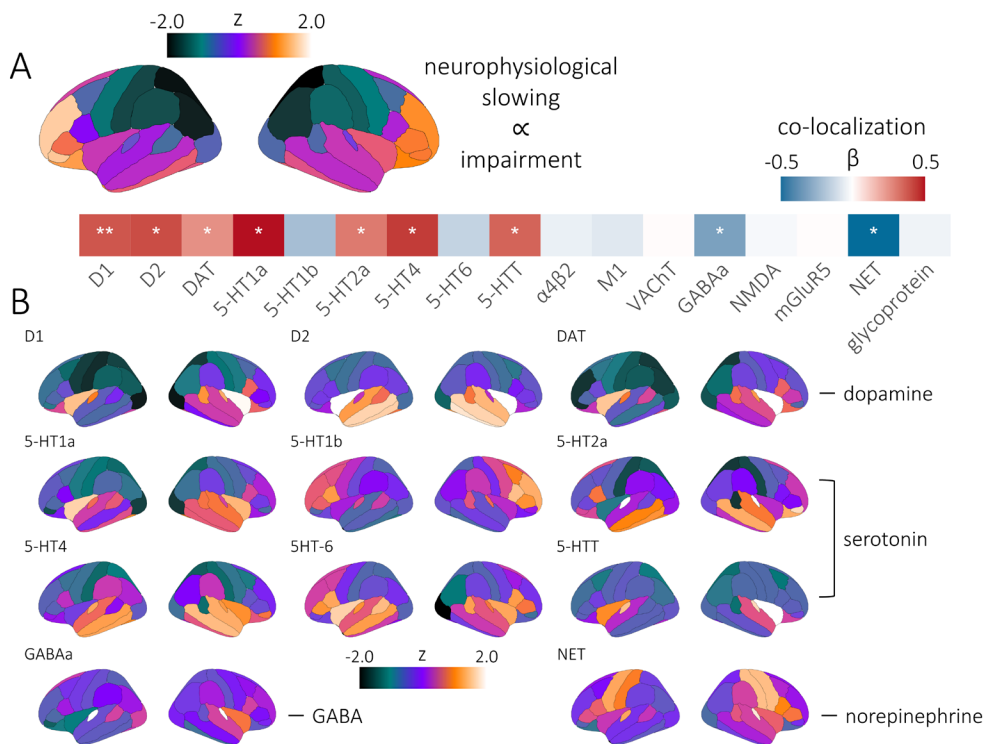 -2.0 z 2.0
A
neurophysiological
slowing
∝
impairment
co-localization
-0.5 β 0.5
** * * * * * * * *
D1 D2 DAT 5-HT1a 5-HT1b 5-HT2a 5-HT4 5-HT6 5-HTT α4β2 M1 VAChT GABAa NMDA mGluR5 NET glycoprotein
B
D1 D2 DAT
dopamine
5-HT1a 5-HT1b 5-HT2a
serotonin
5-HT4 5HT-6 5-HTT
GABAa -2.0 z 2.0 NET
GABA
norepinephrine